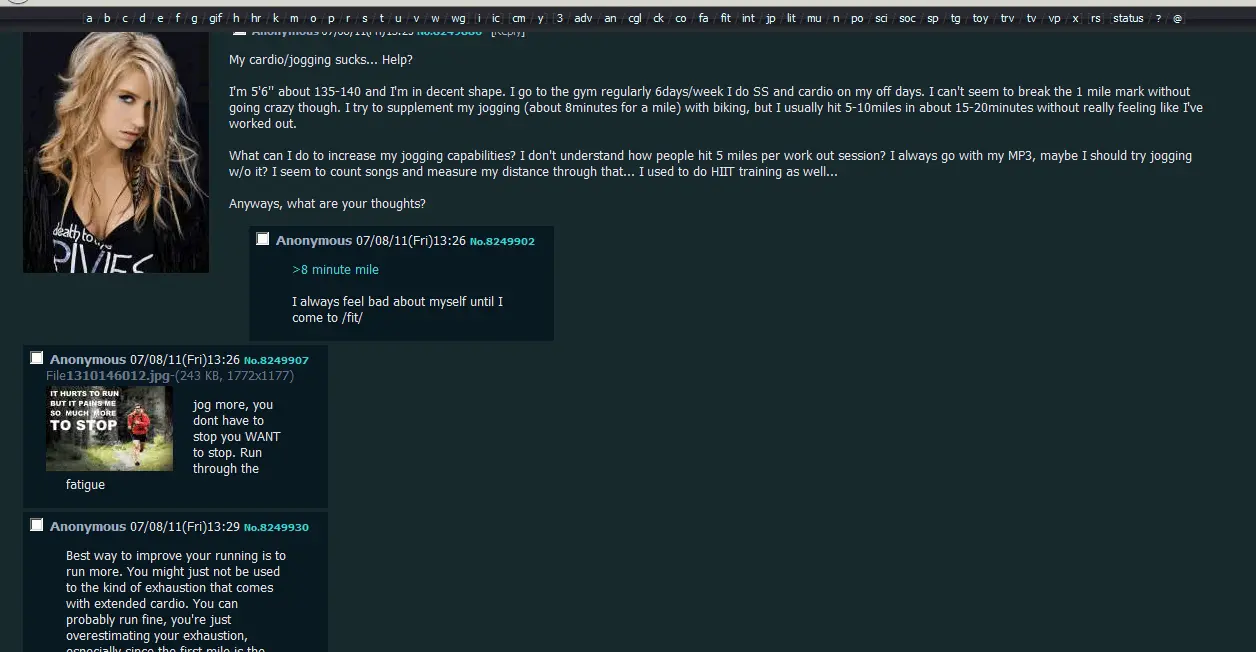 [a / b / c / d / e / f / g / gif / h / hr / k / m / o / p / r / s / t / u / v / w / wg] [i / ic] [cm / y] [3 / adv / an / cgl / ck / co / fa / fit / int / jp / lit / mu / n / po / sci / soc / sp / tg / toy / trv / tv / vp / x] [rs] [status / ? / @]
Anonymous 07/08/11(Fri)13:23 No.8249886 [Reply]
My cardio/jogging sucks... Help?
I'm 5'6" about 135-140 and I'm in decent shape. I go to the gym regularly 6days/week I do SS and cardio on my off days. I can't seem to break the 1 mile mark without
going crazy though. I try to supplement my jogging (about 8minutes for a mile) with biking, but I usually hit 5-10miles in about 15-20minutes without really feeling like I've
worked out.
What can I do to increase my jogging capabilities? I don't understand how people hit 5 miles per work out session? I always go with my MP3, maybe I should try jogging
w/o it? I seem to count songs and measure my distance through that... I used to do HIIT training as well...
Anyways, what are your thoughts?
death to the
PIXIES
Anonymous 07/08/11(Fri)13:26 No.8249902
>8 minute mile
I always feel bad about myself until I
come to /fit/
Anonymous 07/08/11(Fri)13:26 No.8249907
File1310146012.jpg-(243 KB, 1772x1177)
IT HURTS TO RUN
BUT IT PAINS ME
SO MUCH MORE
TO STOP
jog more, you
dont have to
stop you WANT
to stop. Run
through the
fatigue
Anonymous 07/08/11(Fri)13:29 No.8249930
Best way to improve your running is to
run more. You might just not be used
to the kind of exhaustion that comes
with extended cardio. You can
probably run fine, you're just
overestimating your exhaustion,
especially since the first mile is the